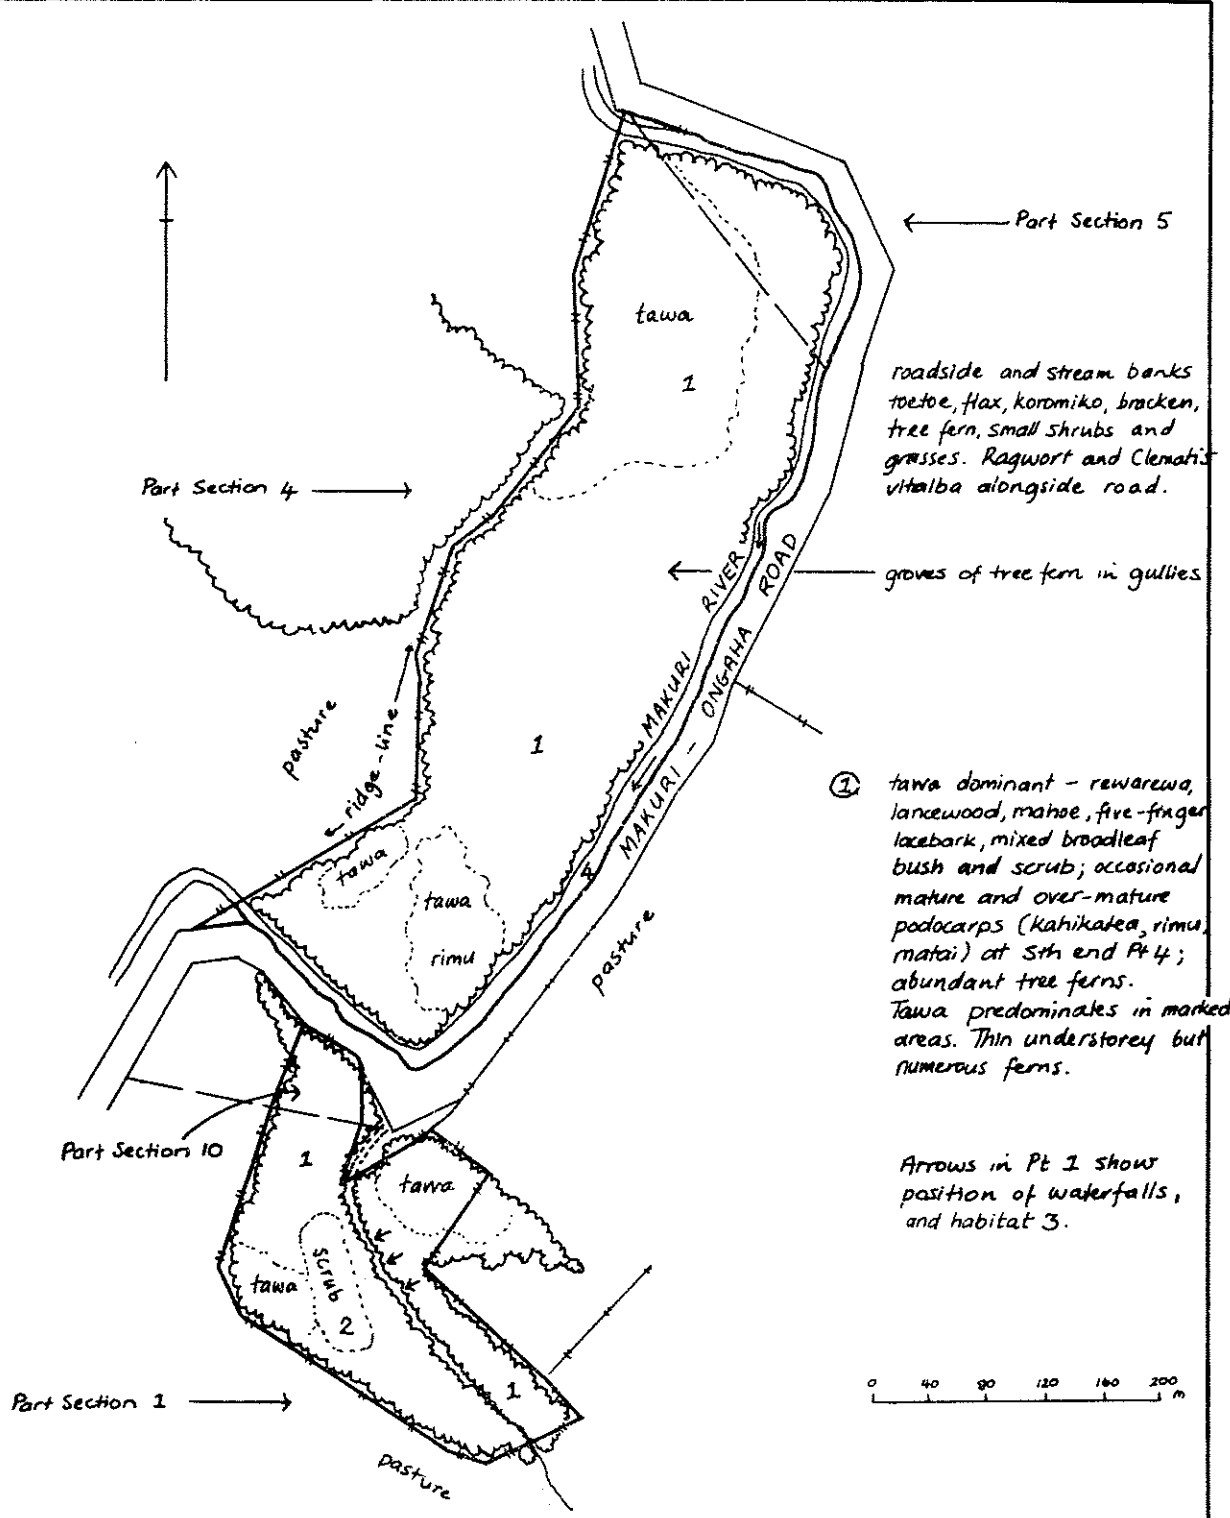 Part Section 5
tawa
1
roadside and stream banks
toetoe, flax, koromiko, bracken,
tree fern, small shrubs and
grasses. Ragwort and Clematis
vitalba alongside road.
Part Section 4
groves of tree fern in gullies
MAKURI RIVER
MAKURI - ONGAHA ROAD
pasture
ridge-line
1
① tawa dominant - rewarewa,
lancewood, mahoe, five-finger
lacebark, mixed broadleaf
bush and scrub; occasional
mature and over-mature
podocarps (kahikatea, rimu,
matai) at Sth end Pt 4;
abundant tree ferns.
Tawa predominates in marked
areas. Thin understorey but
numerous ferns.
tawa
tawa
rimu
4
pasture
Part Section 10
1
tawa
Arrows in Pt 1 show
position of waterfalls,
and habitat 3.
tawa
scrub
2
1
Part Section 1
pasture
0 40 80 120 160 200
m